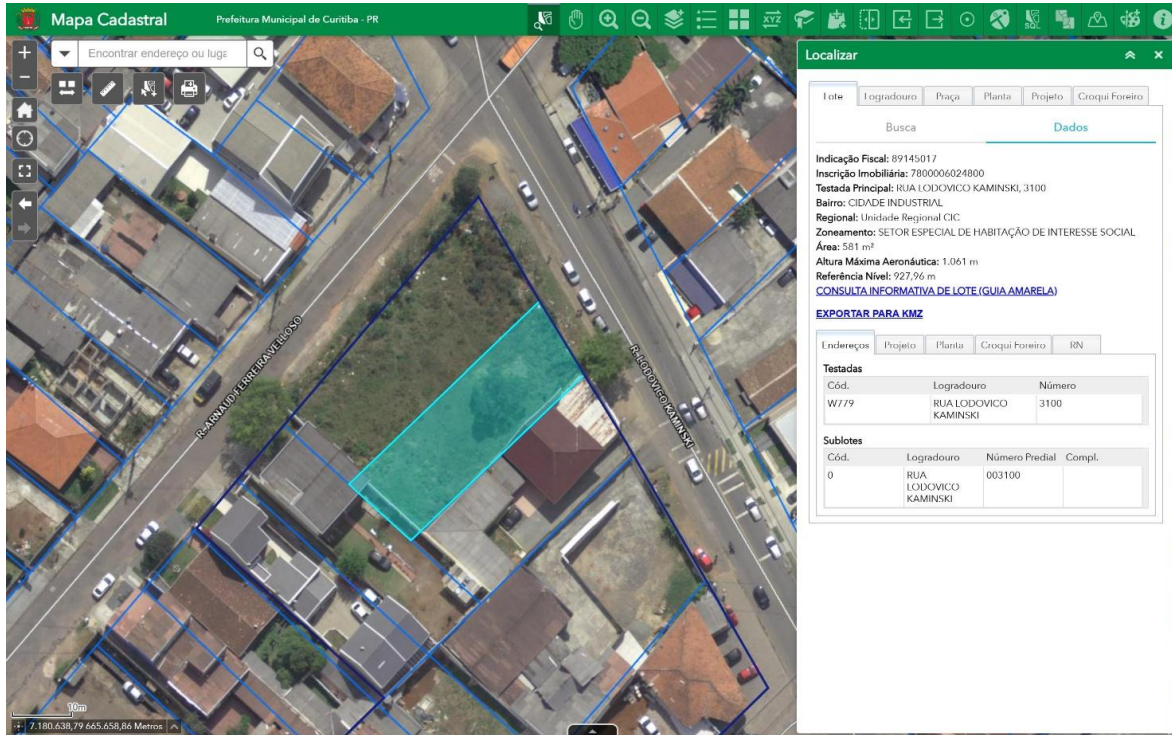 Mapa Cadastral
Prefeitura Municipal de Curitiba - PR
XYZ
SQL
Encontrar endereço ou luga
R. ARNAUD FERREIRA VELLOSO
R. LODOVICO KAMINSKI
10m
7.180.638,79 665.658,86 Metros
Localizar
Lote Logradouro Praça Planta Projeto Croqui Foreiro
Busca Dados
Indicação Fiscal: 89145017
Inscrição Imobiliária: 7800006024800
Testada Principal: RUA LODOVICO KAMINSKI, 3100
Bairro: CIDADE INDUSTRIAL
Regional: Unidade Regional CIC
Zoneamento: SETOR ESPECIAL DE HABITAÇÃO DE INTERESSE SOCIAL
Área: 581 m²
Altura Máxima Aeronáutica: 1.061 m
Referência Nível: 927,96 m
CONSULTA INFORMATIVA DE LOTE (GUIA AMARELA)
EXPORTAR PARA KMZ
Endereços Projeto Planta Croqui Foreiro RN
Testadas
Cód. Logradouro Número
W779 RUA LODOVICO 3100
KAMINSKI
Sublotes
Cód. Logradouro Número Predial Compl.
0 RUA 003100
LODOVICO
KAMINSKI